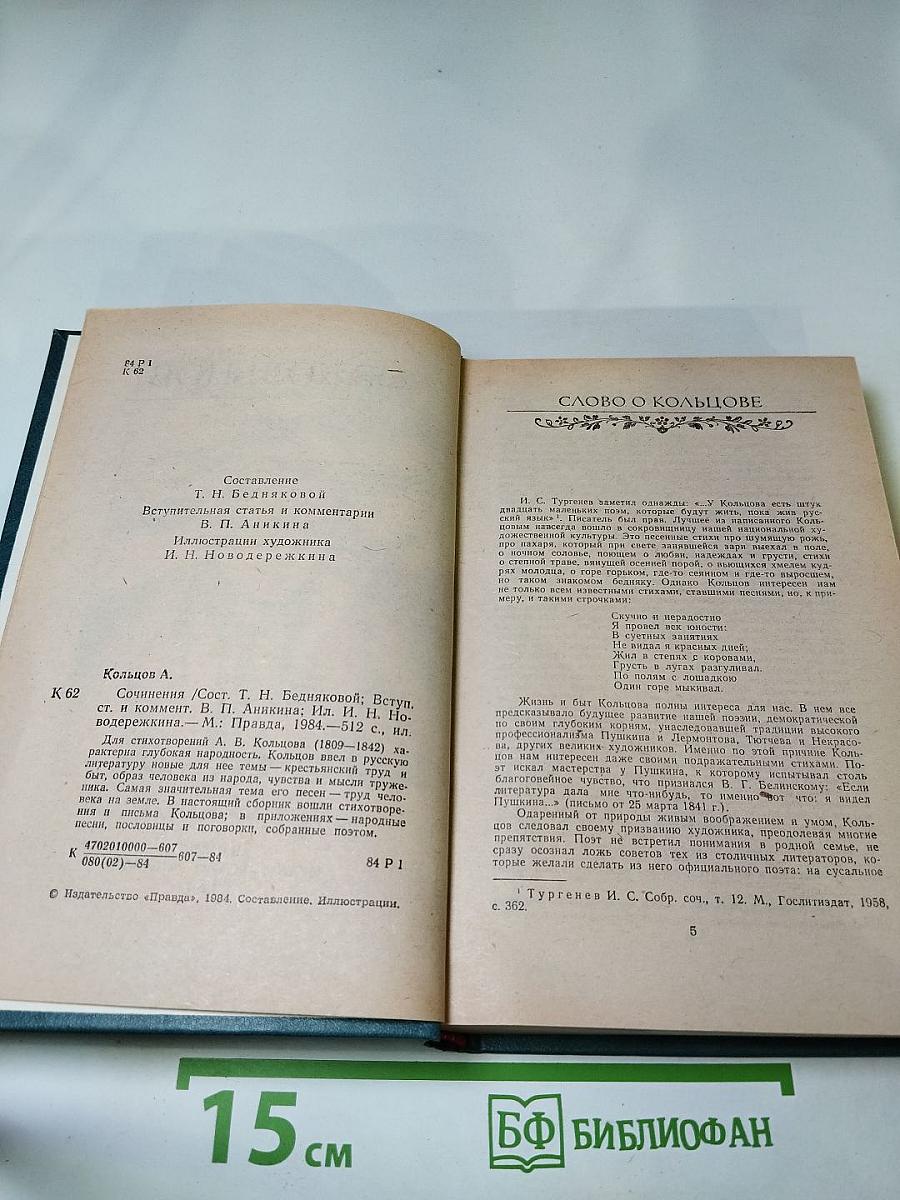 84 Р 1
К 62
Составление
Т. Н. Бедняковой
Вступительная статья и комментарии
В. П. Аникина
Иллюстрации художника
И. Н. Новодережкина
Кольцов А.
К 62 Сочинения /Сост. Т. Н. Бедняковой; Вступ.
ст. и коммент. В. П. Аникина; Ил. И. Н. Но-
водережкина.— М.: Правда, 1984.—512 с., ил.
Для стихотворений А. В. Кольцова (1809—1842) ха-
рактерна глубокая народность. Кольцов ввел в русскую
литературу новые для нее темы — крестьянский труд и
быт, образ человека из народа, чувства и мысли труже-
ника. Самая значительная тема его песен — труд чело-
века на земле. В настоящий сборник вошли стихотворе-
ния и письма Кольцова; в приложениях — народные
песни, пословицы и поговорки, собранные поэтом.
К 4702010000—607
080(02)—84 607—84 84 Р 1
© Издательство «Правда», 1984. Составление. Иллюстрации.
СЛОВО О КОЛЬЦОВЕ
И. С. Тургенев заметил однажды: «...У Кольцова есть штук
двадцать маленьких поэм, которые будут жить, пока жив рус-
ский язык» ¹. Писатель был прав. Лучшее из написанного Коль-
цовым навсегда вошло в сокровищницу нашей национальной ху-
дожественной культуры. Это песенные стихи про шумящую рожь,
про пахаря, который при свете занявшейся зари выехал в поле,
о ночном соловье, поющем о любви, надеждах и грусти, стихи
о степной траве, вянущей осенней порой, о вьющихся хмелем куд-
рях молодца, о горе горьком, где-то сеянном и где-то выросшем,
но таком знакомом бедняку. Однако Кольцов интересен нам
не только всем известными стихами, ставшими песнями, но, к при-
меру, и такими строчками:
Скучно и нерадостно
Я провел век юности:
В суетных занятиях
Не видал я красных дней;
Жил в степях с коровами,
Грусть в лугах разгуливал.
По полям с лошадкою
Один горе мыкивал.
Жизнь и быт Кольцова полны интереса для нас. В нем все
предсказывало будущее развитие нашей поэзии, демократической
по своим глубоким корням, унаследовавшей традиции высокого
профессионализма Пушкина и Лермонтова, Тютчева и Некрасо-
ва, других великих художников. Именно по этой причине Коль-
цов нам интересен даже своими подражательными стихами. По-
эт искал мастерства у Пушкина, к которому испытывал столь
благоговейное чувство, что признался В. Г. Белинскому: «Если
литература дала мне что-нибудь, то именно вот что: я видел
Пушкина...» (письмо от 25 марта 1841 г.).
Одаренный от природы живым воображением и умом, Коль-
цов следовал своему призванию художника, преодолевая многие
препятствия. Поэт не встретил понимания в родной семье, не
сразу осознал ложь советов тех из столичных литераторов, ко-
торые желали сделать из него официального поэта: на сусальное
¹ Тургенев И. С. Собр. соч., т. 12. М., Гослитиздат, 1958,
с. 362.
5
15 см
БФ БИБЛИОФАН